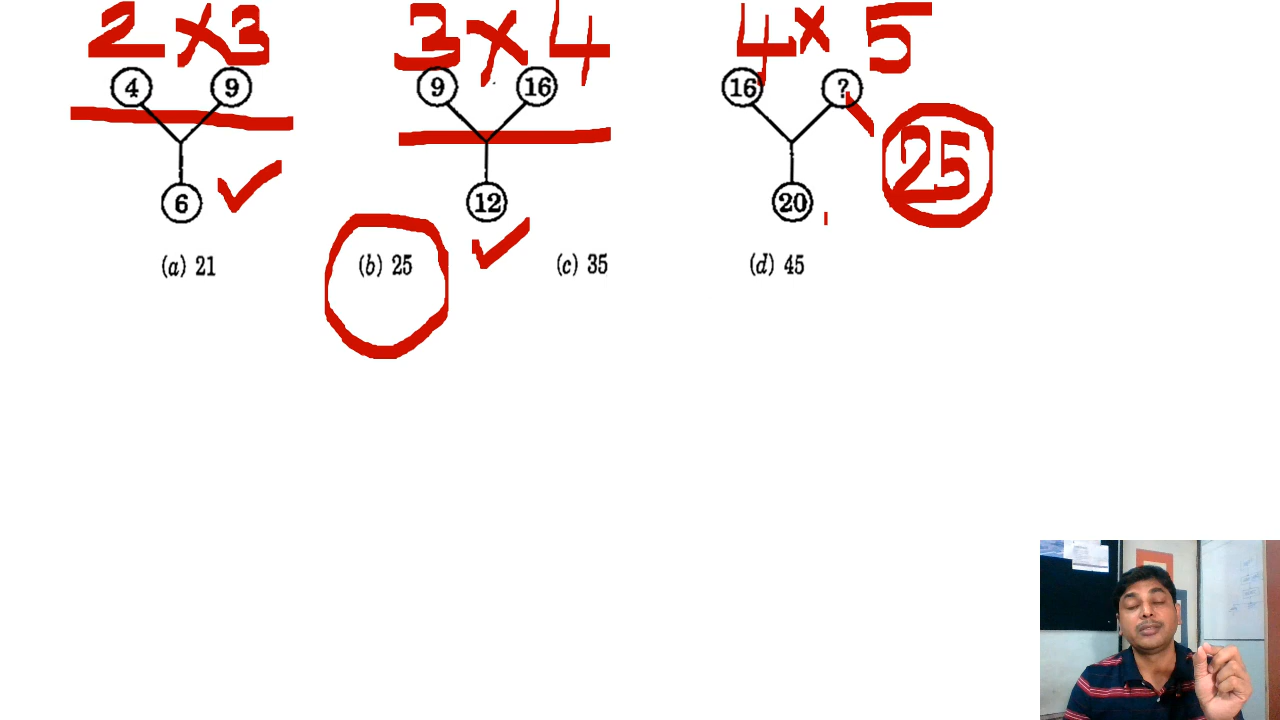 2 x 3 3 x 4 4 x 5
4 9 9 16 16 ?
25
6 12 20
(a) 21 (b) 25 (c) 35 (d) 45